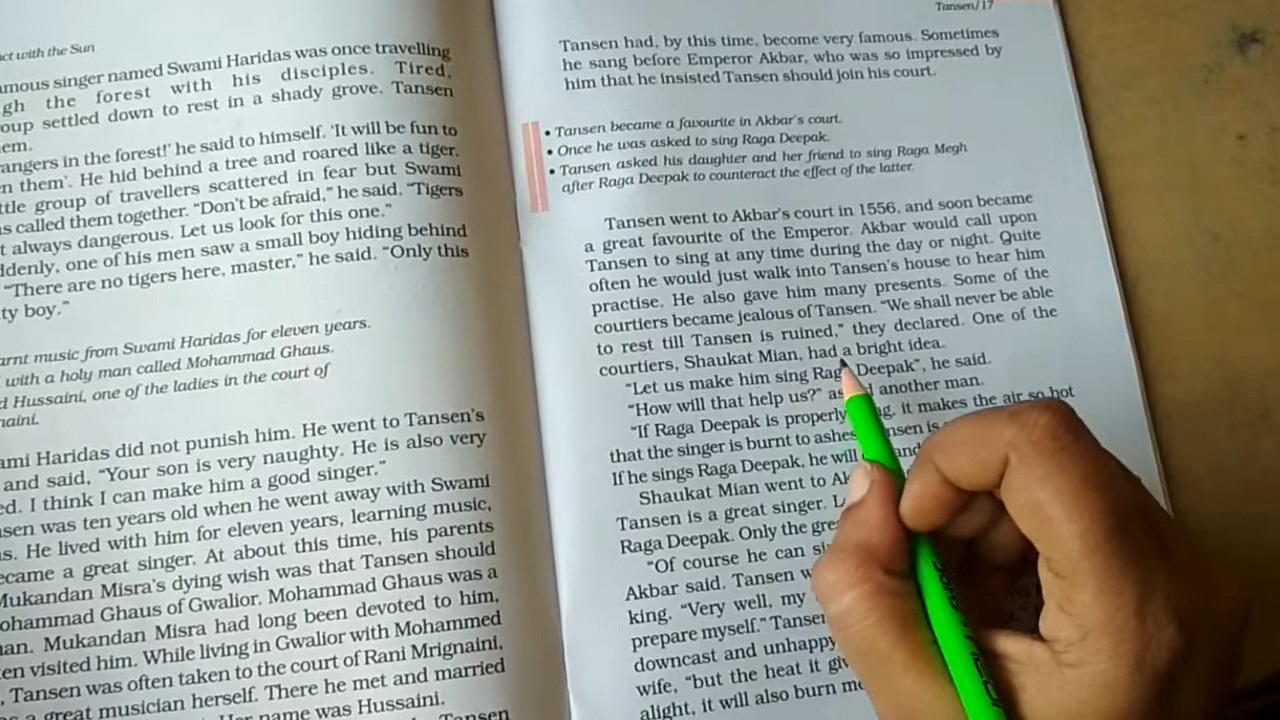 ct with the Sun
amous singer named Swami Haridas was once travelling
gh the forest with his disciples. Tired,
oup settled down to rest in a shady grove. Tansen
em.
angers in the forest!' he said to himself. 'It will be fun to
n them'. He hid behind a tree and roared like a tiger.
ttle group of travellers scattered in fear but Swami
s called them together. “Don't be afraid,” he said. “Tigers
t always dangerous. Let us look for this one.”
ddenly, one of his men saw a small boy hiding behind
“There are no tigers here, master,” he said. “Only this
ty boy.”
arnt music from Swami Haridas for eleven years.
with a holy man called Mohammad Ghaus.
d Hussaini, one of the ladies in the court of
naini.
ami Haridas did not punish him. He went to Tansen's
and said, “Your son is very naughty. He is also very
ed. I think I can make him a good singer.”
nsen was ten years old when he went away with Swami
s. He lived with him for eleven years, learning music,
ecame a great singer. At about this time, his parents
Mukandan Misra's dying wish was that Tansen should
ohammad Ghaus of Gwalior. Mohammad Ghaus was a
an. Mukandan Misra had long been devoted to him,
en visited him. While living in Gwalior with Mohammed
, Tansen was often taken to the court of Rani Mrignaini,
s a great musician herself. There he met and married
Her name was Hussaini.
Tansen
Tansen/17
Tansen had, by this time, become very famous. Sometimes
he sang before Emperor Akbar, who was so impressed by
him that he insisted Tansen should join his court.
• Tansen became a favourite in Akbar's court.
• Once he was asked to sing Raga Deepak.
• Tansen asked his daughter and her friend to sing Raga Megh
after Raga Deepak to counteract the effect of the latter.
Tansen went to Akbar's court in 1556, and soon became
a great favourite of the Emperor. Akbar would call upon
Tansen to sing at any time during the day or night. Quite
often he would just walk into Tansen's house to hear him
practise. He also gave him many presents. Some of the
courtiers became jealous of Tansen. “We shall never be able
to rest till Tansen is ruined,” they declared. One of the
courtiers, Shaukat Mian, had a bright idea.
“Let us make him sing Raga Deepak”, he said.
“How will that help us?” as d another man.
“If Raga Deepak is properly ng, it makes the air so hot
that the singer is burnt to ashes. nsen is
If he sings Raga Deepak, he will and
Shaukat Mian went to Ak
Tansen is a great singer. L
Raga Deepak. Only the gre
“Of course he can si
Akbar said. Tansen w
king. “Very well, my
prepare myself.” Tansen
downcast and unhappy
wife, “but the heat it giv
alight, it will also burn me